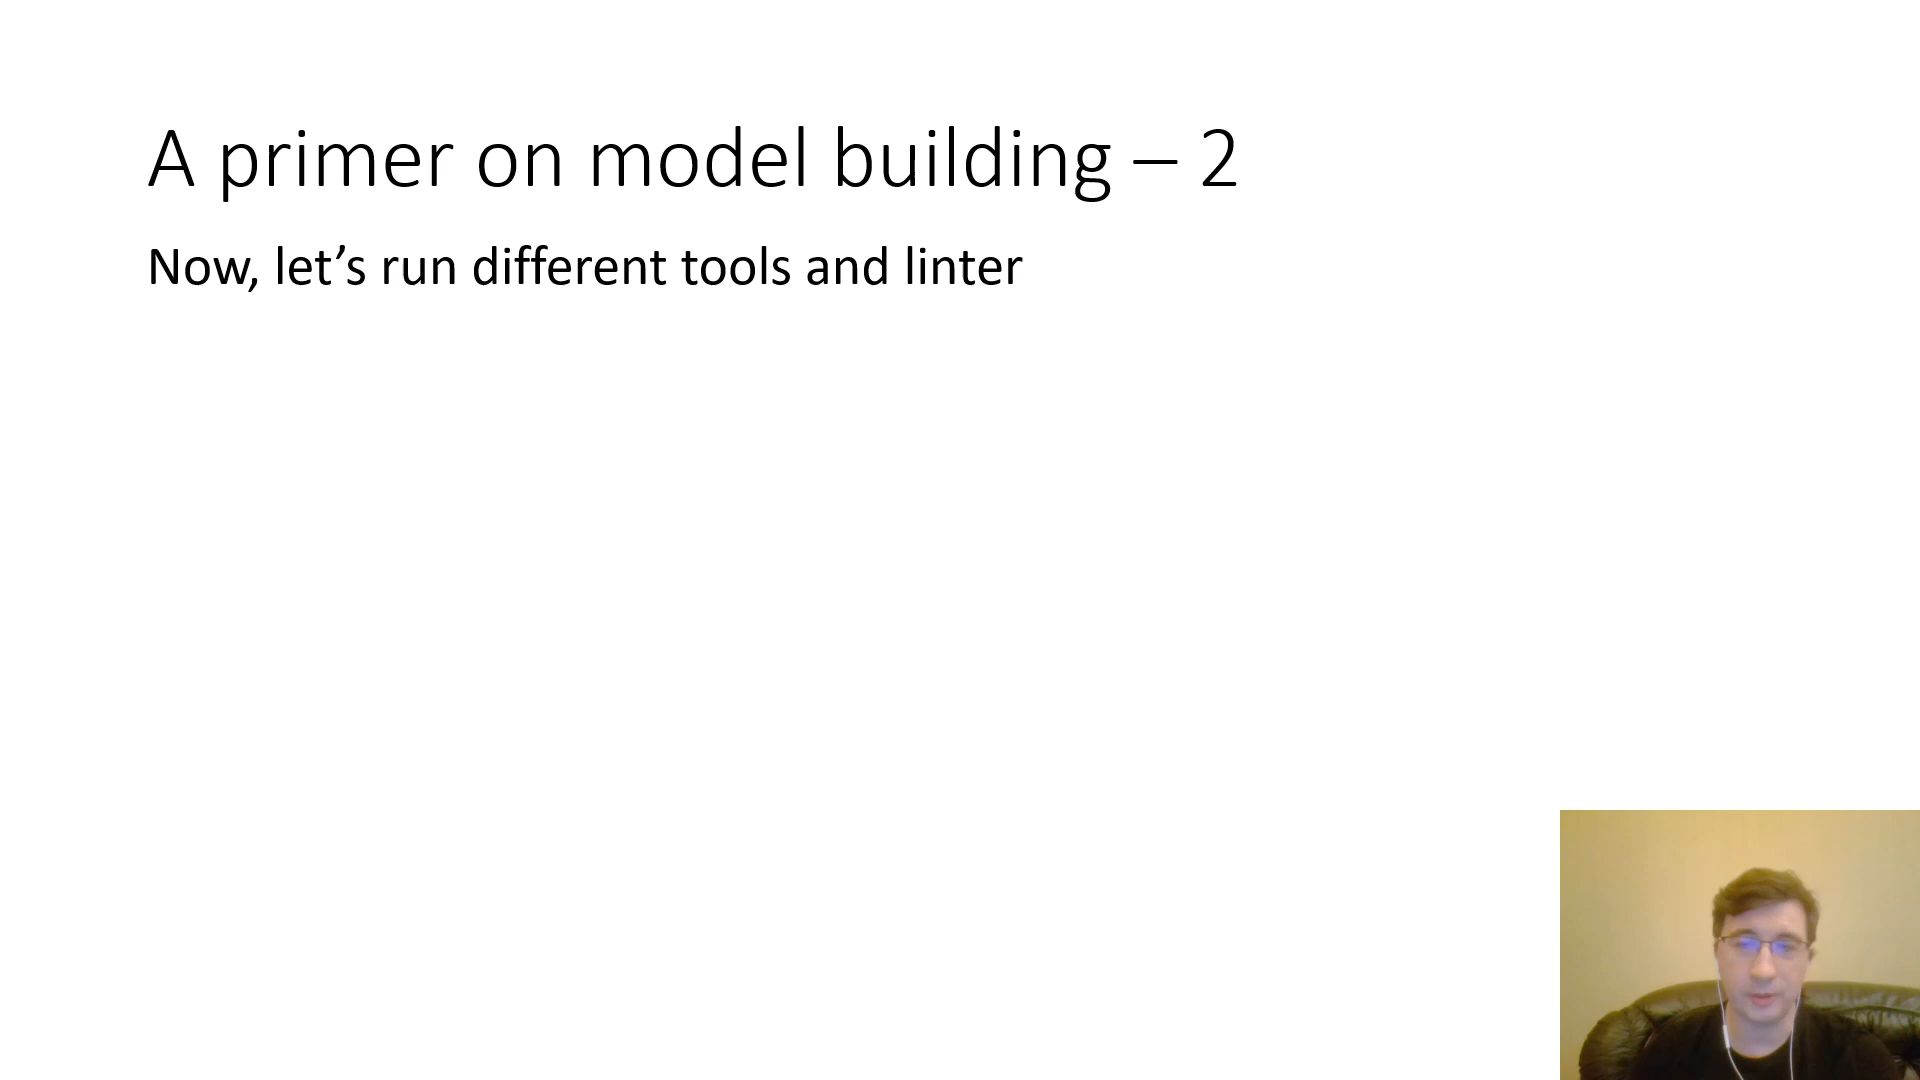 A primer on model building – 2
Now, let’s run different tools and linter